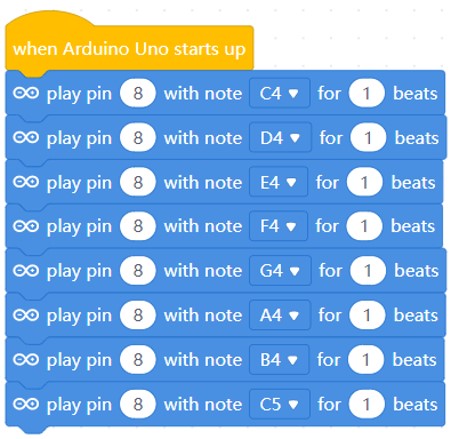 when Arduino Uno starts up
play pin 8 with note C4 for 1 beats
play pin 8 with note D4 for 1 beats
play pin 8 with note E4 for 1 beats
play pin 8 with note F4 for 1 beats
play pin 8 with note G4 for 1 beats
play pin 8 with note A4 for 1 beats
play pin 8 with note B4 for 1 beats
play pin 8 with note C5 for 1 beats